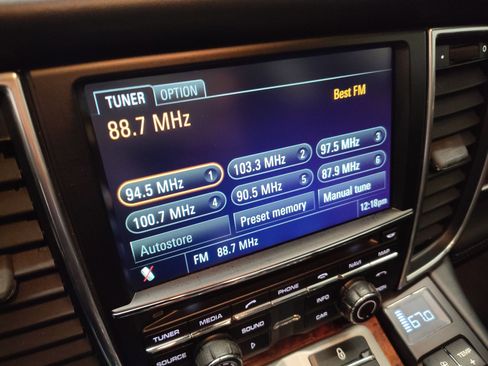 TUNER OPTION
Best FM
88.7 MHz
94.5 MHz 1 103.3 MHz 2 97.5 MHz 3
100.7 MHz 4 90.5 MHz 5 87.9 MHz 6
Autostore Preset memory Manual tune
FM 88.7 MHz 12:18pm
TUNER MEDIA PHONE NAVI MAP
SOURCE SOUND INFO
CAR
TEMP